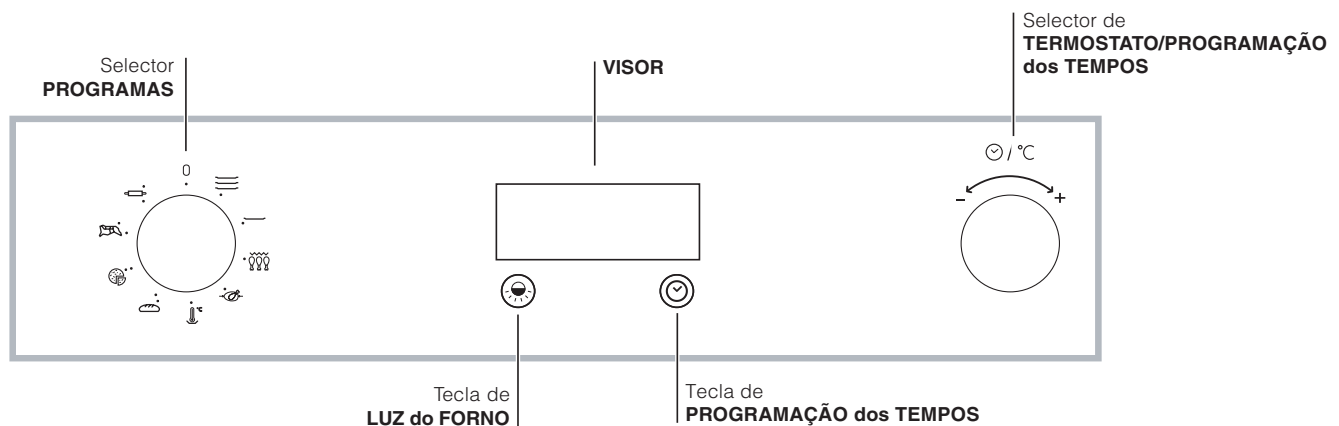 Selector de
TERMOSTATO/PROGRAMAÇÃO
dos TEMPOS
Selector
PROGRAMAS
VISOR
0
/ °C
- +
°C
Tecla de
LUZ do FORNO
Tecla de
PROGRAMAÇÃO dos TEMPOS